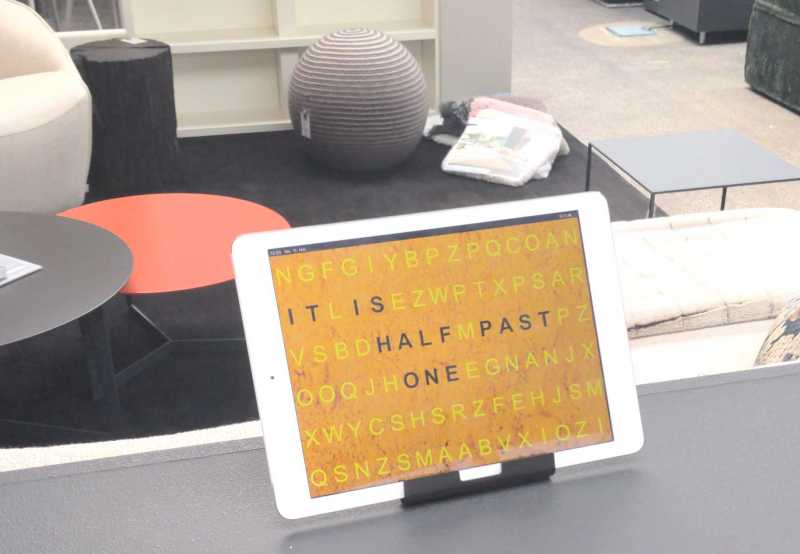 NGFGIYBPZPQCOAN
ITLISEZWPTXPSAR
VSBDHALFMPASTPZ
OOQJHONEEGNANJX
XWYCSHSRZFEHJSM
QSNZSMAABVXIOZI